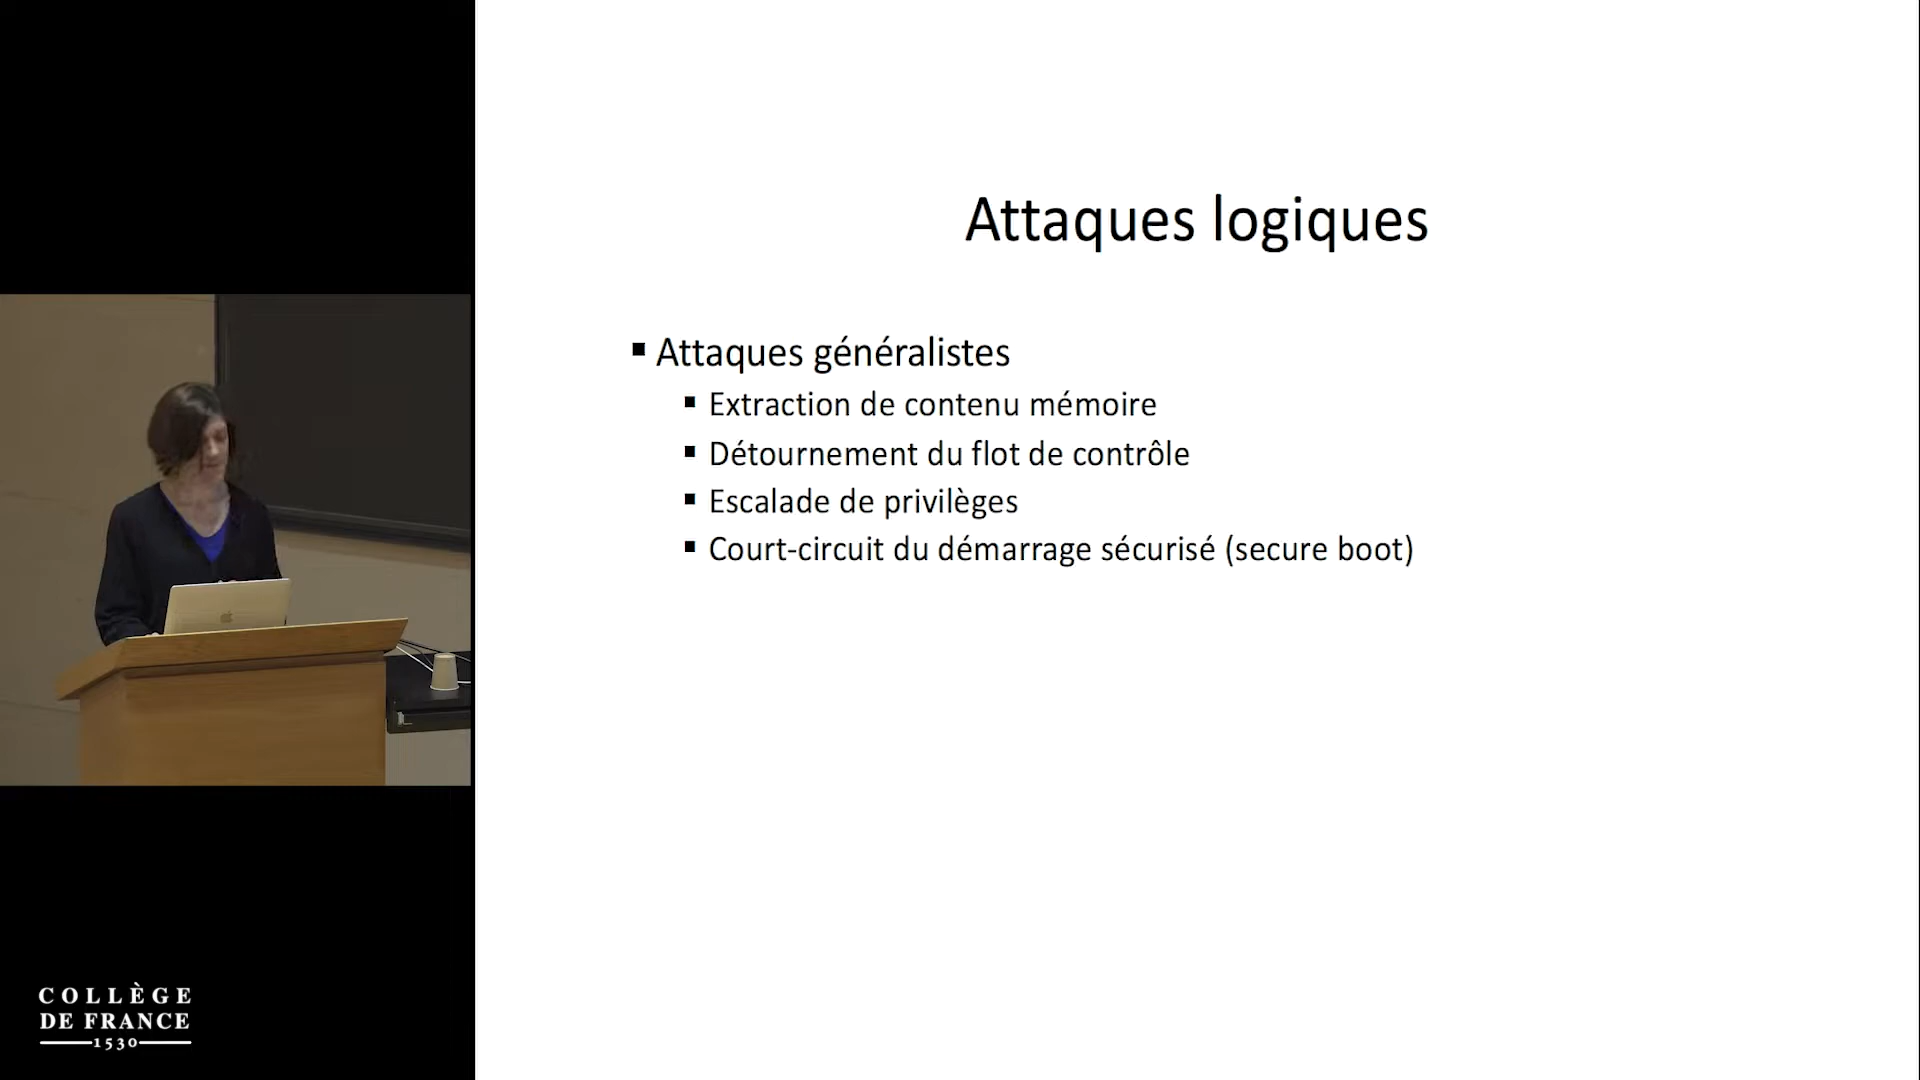 Attaques logiques
▪ Attaques généralistes
▪ Extraction de contenu mémoire
▪ Détournement du flot de contrôle
▪ Escalade de privilèges
▪ Court-circuit du démarrage sécurisé (secure boot)
COLLÈGE
DE FRANCE
1530